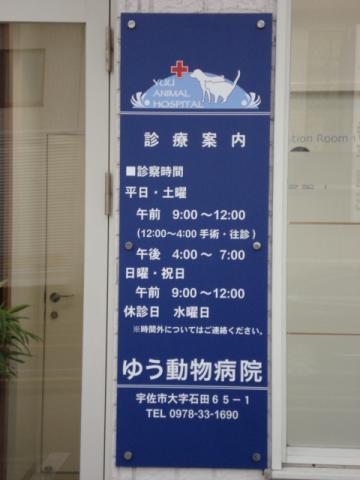 YUU
ANIMAL
HOSPITAL
診療案内
■診察時間
平日・土曜
午前 9:00〜12:00
(12:00〜4:00 手術・往診)
午後 4:00〜 7:00
日曜・祝日
午前 9:00〜12:00
休診日 水曜日
※時間外についてはご連絡ください。
ゆう動物病院
宇佐市大字石田65−1
TEL 0978-33-1690
Room